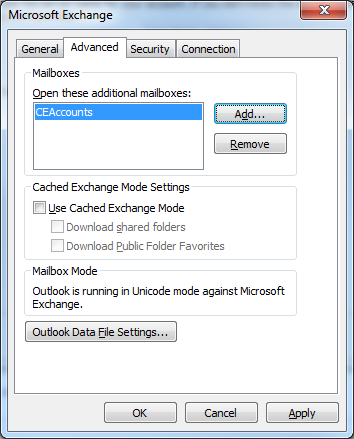 Microsoft Exchange
General Advanced Security Connection
Mailboxes
Open these additional mailboxes:
CEAccounts
Add...
Remove
Cached Exchange Mode Settings
Use Cached Exchange Mode
Download shared folders
Download Public Folder Favorites
Mailbox Mode
Outlook is running in Unicode mode against Microsoft
Exchange.
Outlook Data File Settings...
OK Cancel Apply